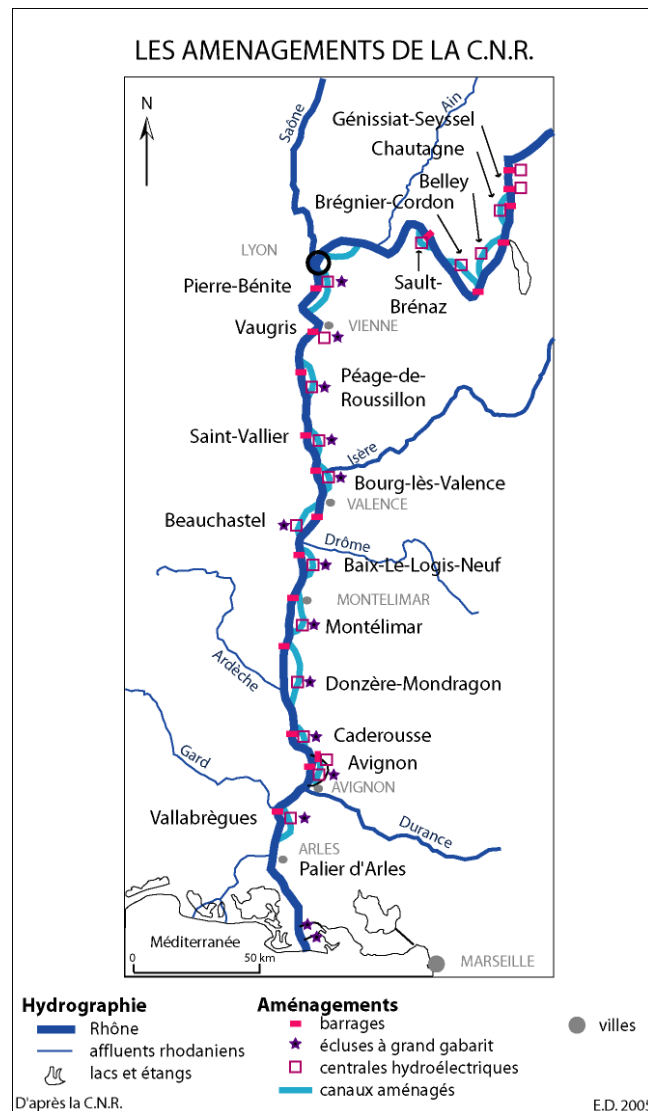 LES AMENAGEMENTS DE LA C.N.R.
N
Saône
Ain
Génissiat-Seyssel
Chautagne
Belley
Brégnier-Cordon
LYON
Sault-
Brénaz
Pierre-Bénite
VIENNE
Vaugris
Péage-de-
Roussillon
Saint-Vallier
Isère
Bourg-lès-Valence
VALENCE
Beauchastel
Drôme
Baix-Le-Logis-Neuf
MONTELIMAR
Montélimar
Ardèche
Donzère-Mondragon
Caderousse
Gard
Avignon
AVIGNON
Vallabrègues
Durance
ARLES
Palier d'Arles
Méditerranée
0 50 km
MARSEILLE
Hydrographie
Rhône
affluents rhodaniens
lacs et étangs
Aménagements
barrages
écluses à grand gabarit
centrales hydroélectriques
canaux aménagés
villes
D'après la C.N.R.
E.D. 2005